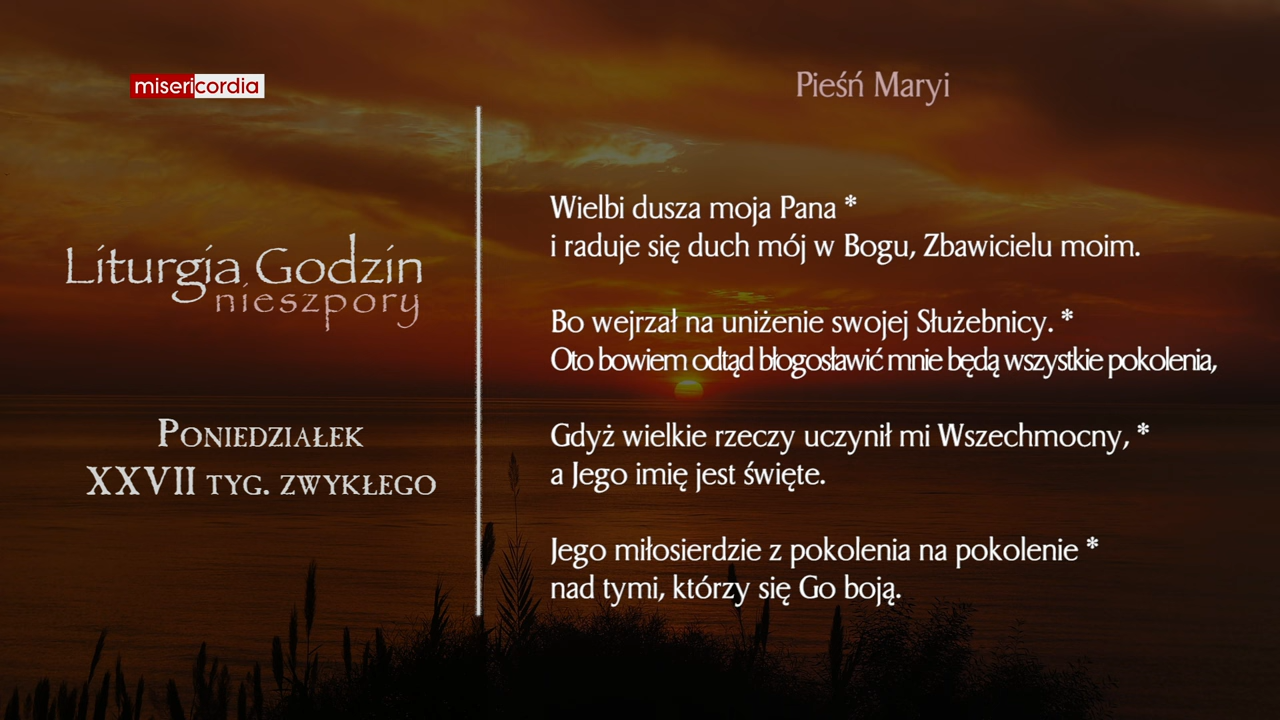 misericordia
Liturgia Godzin
nieszpory
Poniedziałek
XXVII tyg. zwykłego
Pieśń Maryi
Wielbi dusza moja Pana *
i raduje się duch mój w Bogu, Zbawicielu moim.
Bo wejrzał na uniżenie swojej Służebnicy. *
Oto bowiem odtąd błogosławić mnie będą wszystkie pokolenia,
Gdyż wielkie rzeczy uczynił mi Wszechmocny, *
a Jego imię jest święte.
Jego miłosierdzie z pokolenia na pokolenie *
nad tymi, którzy się Go boją.